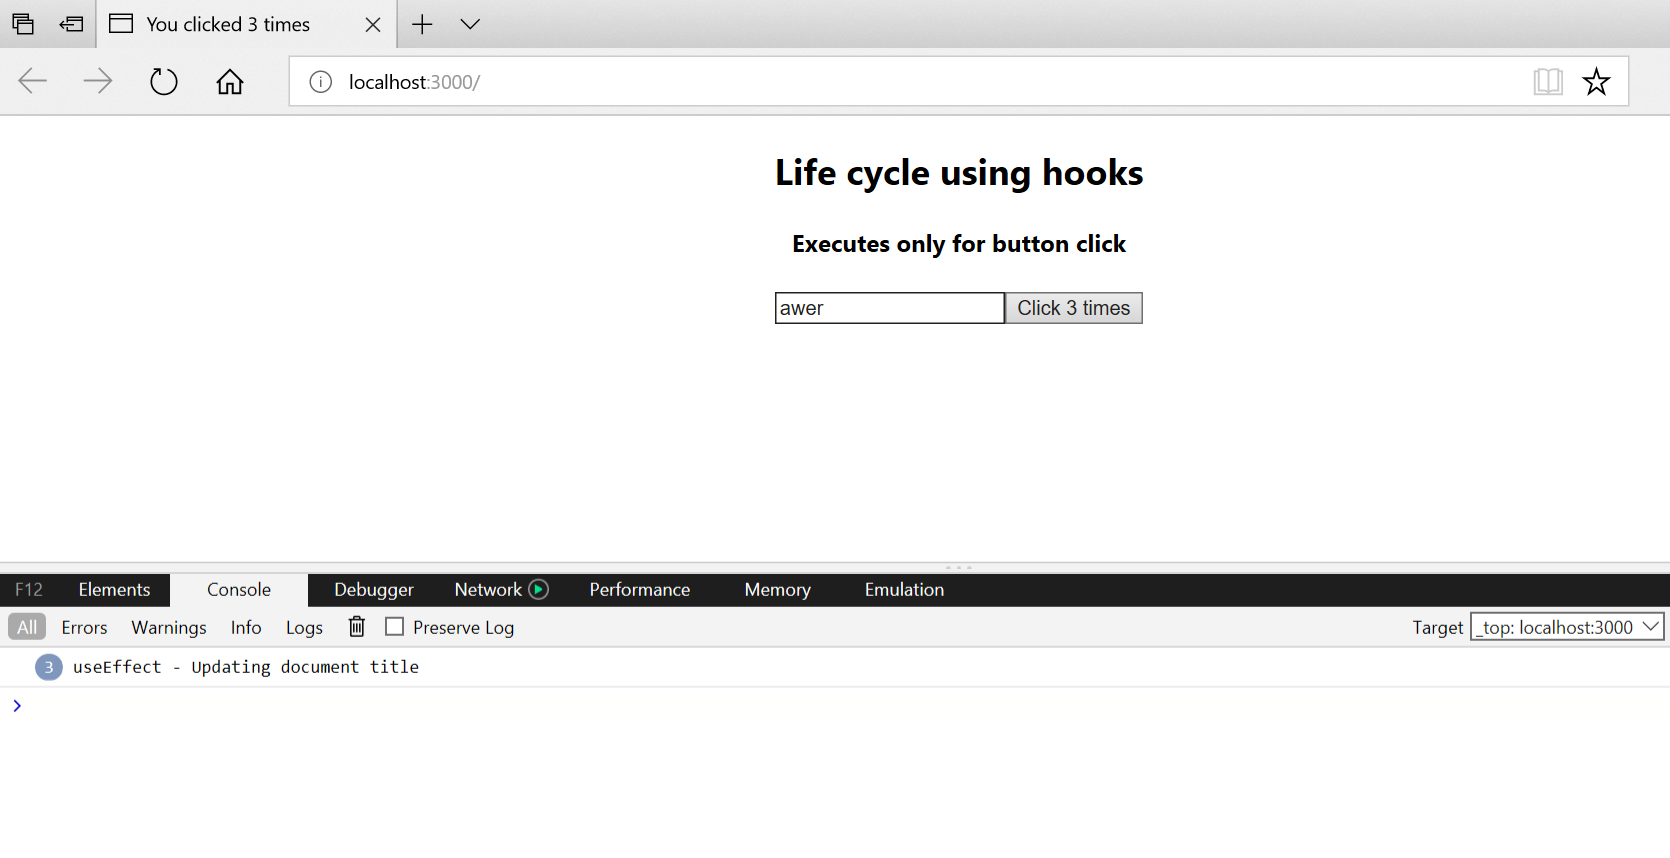 You clicked 3 times
localhost:3000/
Life cycle using hooks
Executes only for button click
awer Click 3 times
F12 Elements Console Debugger Network Performance Memory Emulation
All Errors Warnings Info Logs Preserve Log Target _top: localhost:3000
3 useEffect - Updating document title
>